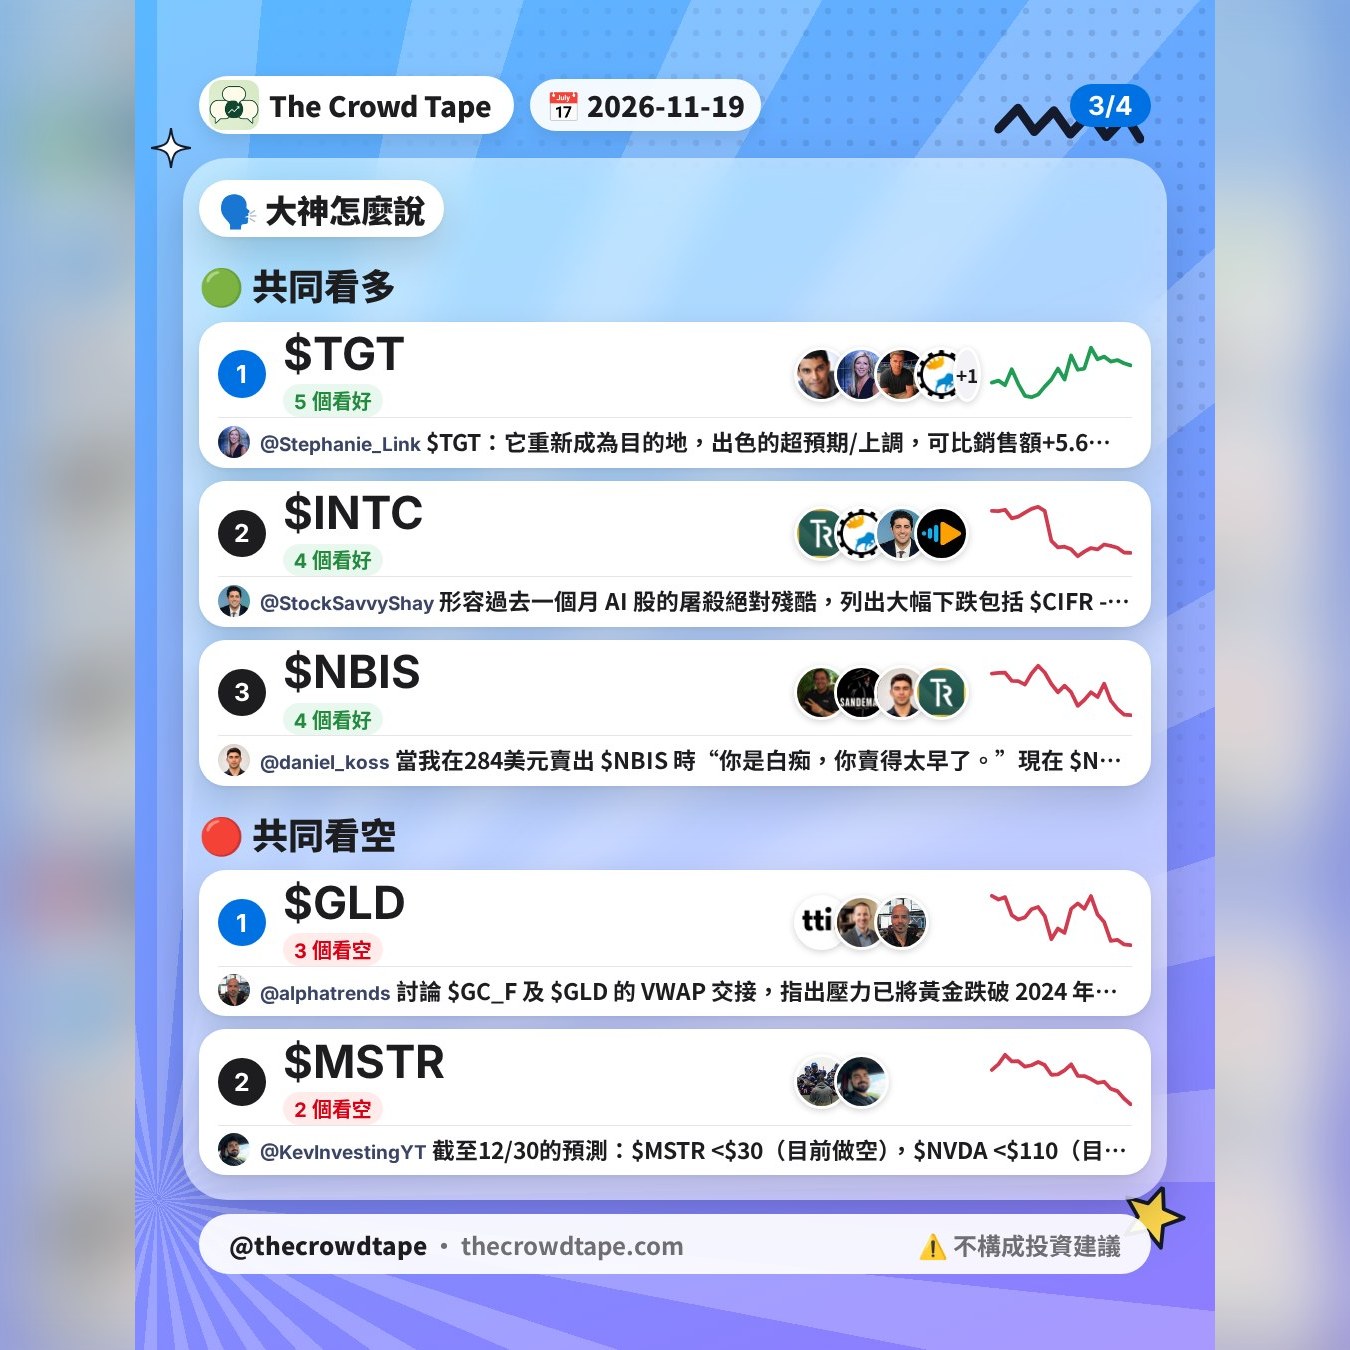 The Crowd Tape
📅 2026-11-19
3/4
🗣️ 大神怎麼說
🟢 共同看多
1
$TGT
5 個看好
+1
@Stephanie_Link $TGT：它重新成為目的地，出色的超預期/上調，可比銷售額+5.6…
2
$INTC
4 個看好
TR
@StockSavvyShay 形容過去一個月 AI 股的屠殺絕對殘酷，列出大幅下跌包括 $CIFR -…
3
$NBIS
4 個看好
SANDEMA
TR
@daniel_koss 當我在284美元賣出 $NBIS 時“你是白痴，你賣得太早了。”現在 $N…
🔴 共同看空
1
$GLD
3 個看空
tti
@alphatrends 討論 $GC_F 及 $GLD 的 VWAP 交接，指出壓力已將黃金跌破 2024 年…
2
$MSTR
2 個看空
@KevInvestingYT 截至12/30的預測：$MSTR <$30（目前做空），$NVDA <$110（目…
@thecrowdtape • thecrowdtape.com
⚠️ 不構成投資建議